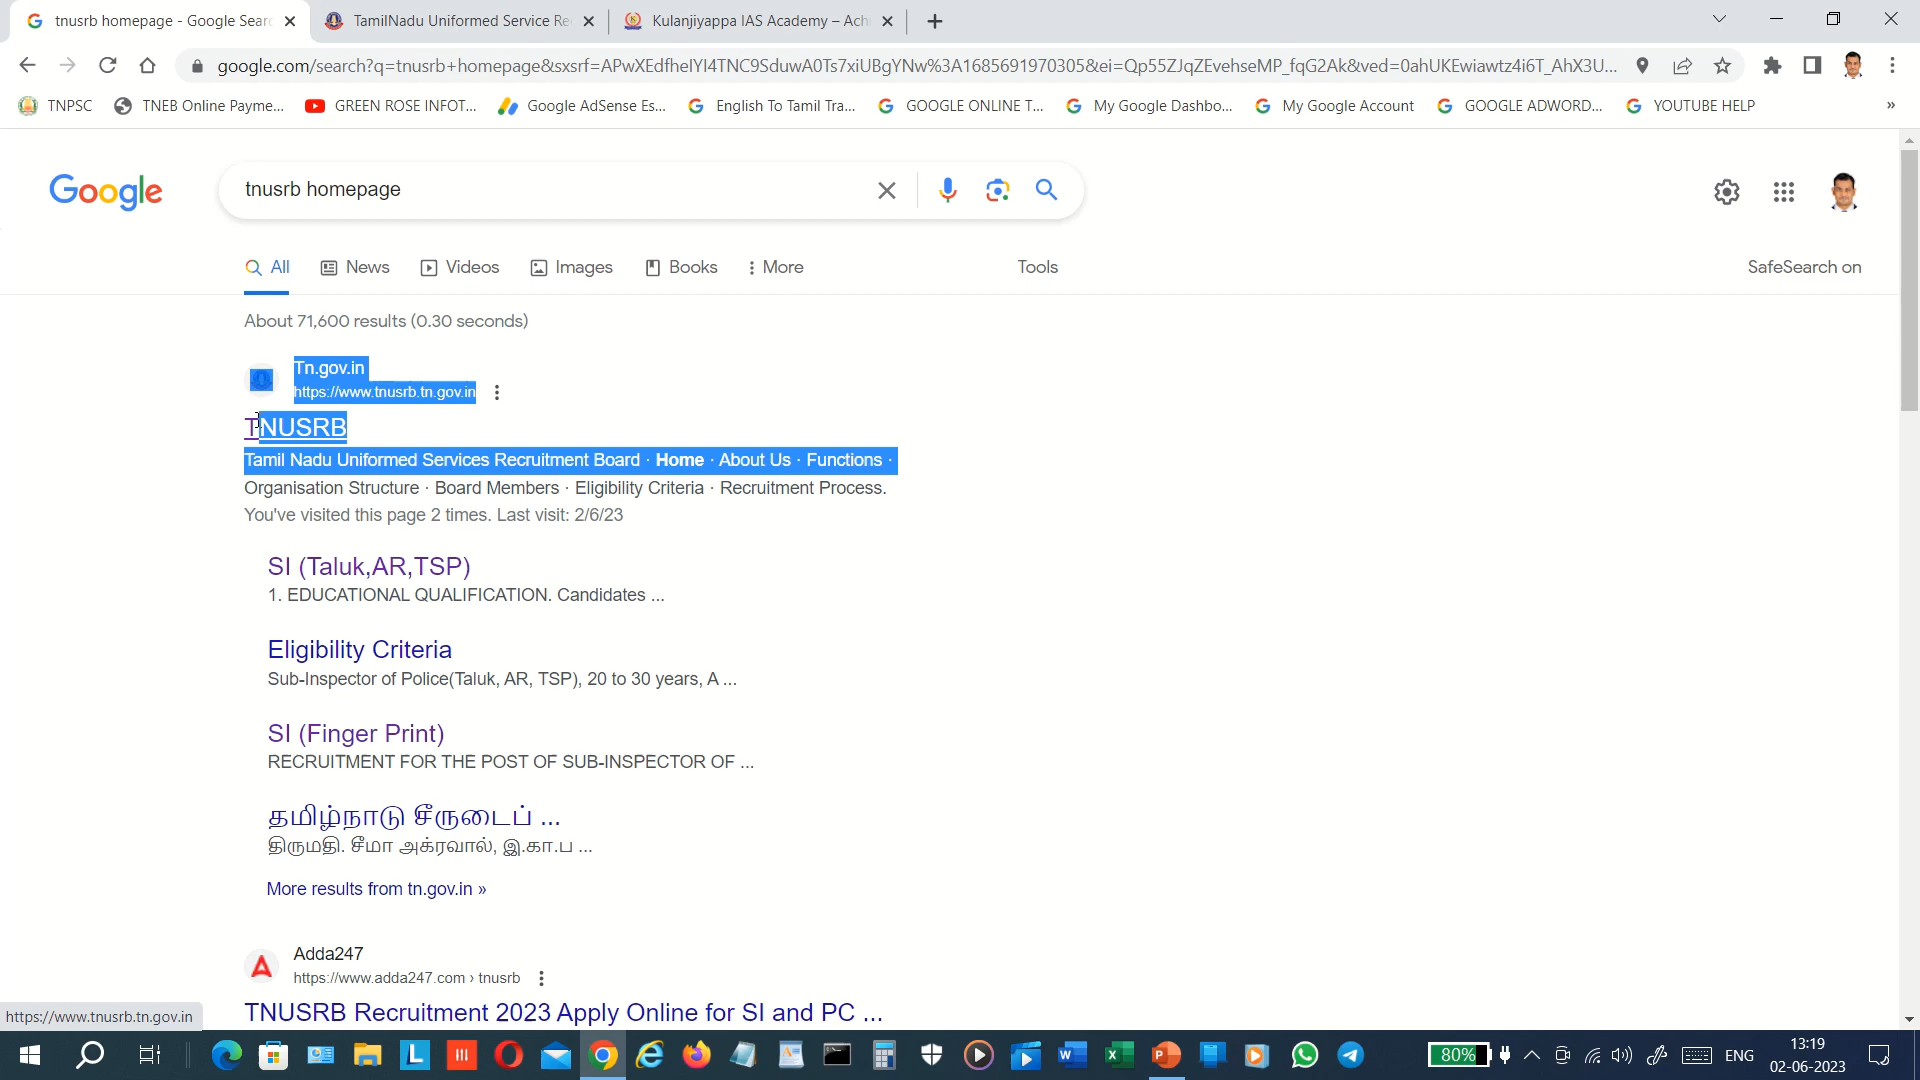 tnusrb homepage - Google Searc
TamilNadu Uniformed Service Re
Kulanjiyappa IAS Academy – Ach
google.com/search?q=tnusrb+homepage&sxsrf=APwXEdfheIYI4TNC9SduwA0Ts7xiUBgYNw%3A1685691970305&ei=Qp55ZJqZEvehseMP_fqG2Ak&ved=0ahUKEwiawtz4i6T_AhX3U...
TNPSC
TNEB Online Payme...
GREEN ROSE INFOT...
Google AdSense Es...
English To Tamil Tra...
GOOGLE ONLINE T...
My Google Dashbo...
My Google Account
GOOGLE ADWORD...
YOUTUBE HELP
»
Google
tnusrb homepage
All
News
Videos
Images
Books
More
Tools
SafeSearch on
About 71,600 results (0.30 seconds)
Tn.gov.in
https://www.tnusrb.tn.gov.in
TNUSRB
Tamil Nadu Uniformed Services Recruitment Board · Home · About Us · Functions ·
Organisation Structure · Board Members · Eligibility Criteria · Recruitment Process.
You've visited this page 2 times. Last visit: 2/6/23
SI (Taluk,AR,TSP)
1. EDUCATIONAL QUALIFICATION. Candidates ...
Eligibility Criteria
Sub-Inspector of Police(Taluk, AR, TSP), 20 to 30 years, A ...
SI (Finger Print)
RECRUITMENT FOR THE POST OF SUB-INSPECTOR OF ...
தமிழ்நாடு சீருடைப் ...
திருமதி. சீமா அக்ரவால், இ.கா.ப ...
More results from tn.gov.in »
Adda247
https://www.adda247.com › tnusrb
TNUSRB Recruitment 2023 Apply Online for SI and PC ...
https://www.tnusrb.tn.gov.in
80%
ENG
13:19
02-06-2023